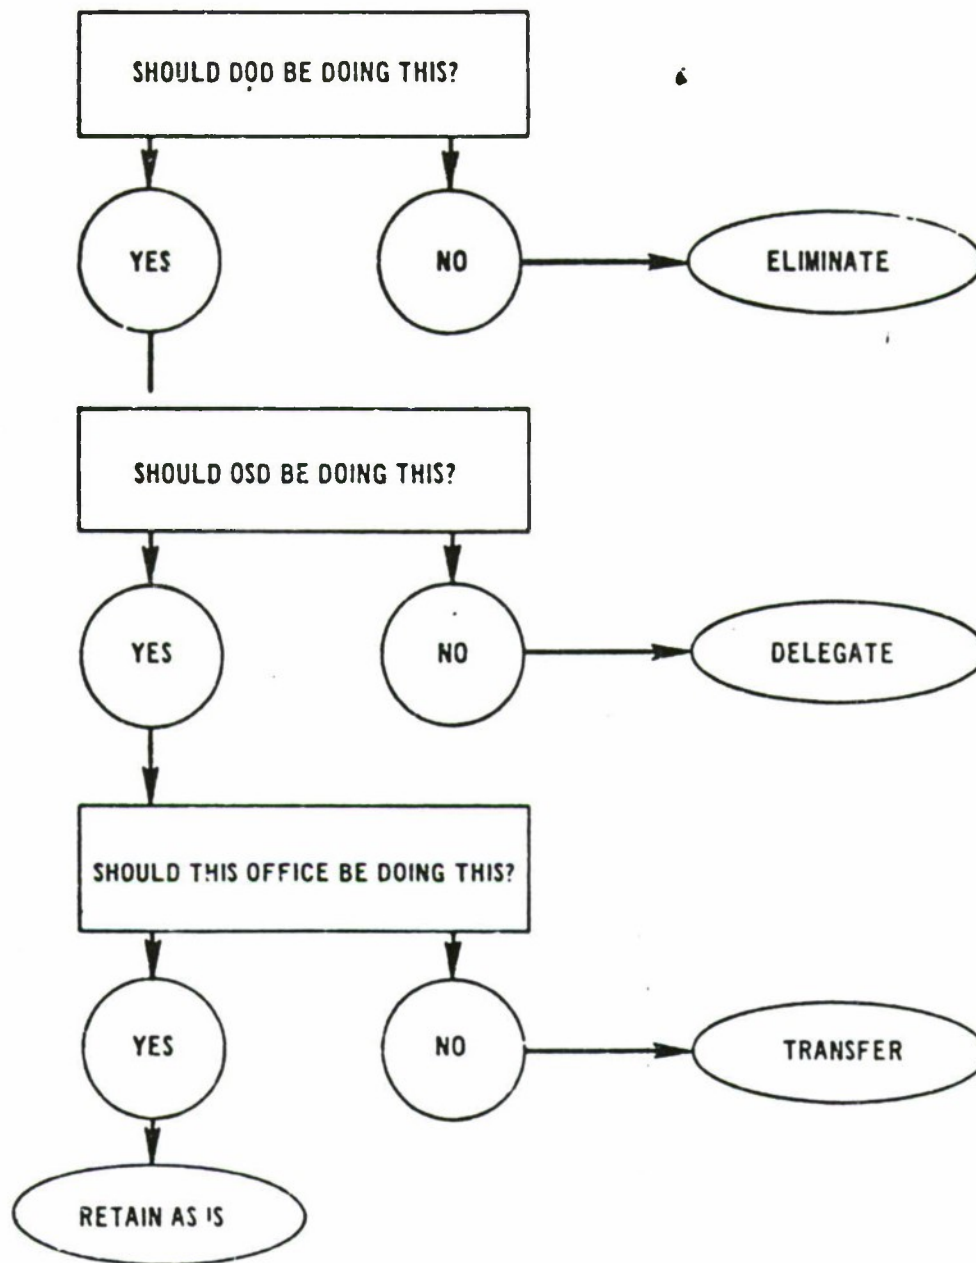 SHOULD DOD BE DOING THIS?
YES
NO
ELIMINATE
SHOULD OSD BE DOING THIS?
YES
NO
DELEGATE
SHOULD THIS OFFICE BE DOING THIS?
YES
NO
TRANSFER
RETAIN AS IS